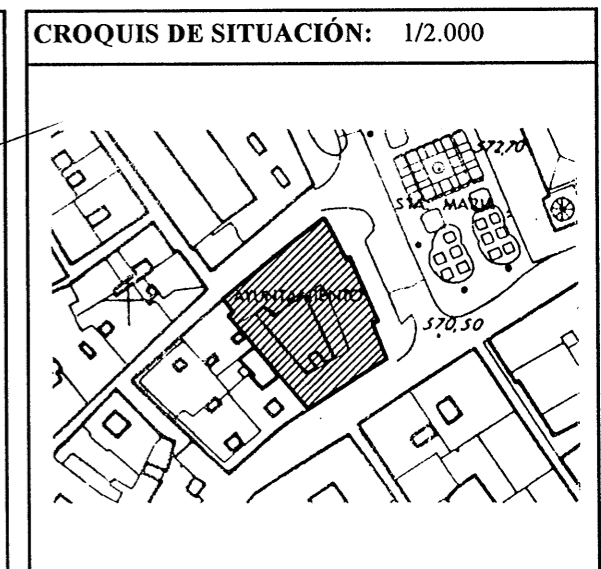 CROQUIS DE SITUACIÓN: 1/2.000
572,70
STA MARIA
AYUNTAMIENTO
570,50